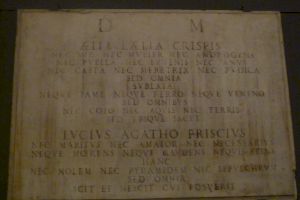 D M
ÆLIA LÆLIA CRISPIS
NEC VIR NEC MVLIER NEC ANDROGYNA
NEC PVELLA NEC IVVENIS NEC ANVS
NEC CASTA NEC MERETRIX NEC PVDICA
SED OMNIA
SVBLATA
NEQVE FAME NEQVE FERRO NEQVE VENENO
SED OMNIBVS
NEC COELO NEC AQVIS NEC TERRIS
SED VBIQVE IACET
LVCIVS AGATHO PRISCIVS
NEC MARITVS NEC AMATOR NEC NECESSARIVS
NEQVE MOERENS NEQVE GAVDENS NEQVE
HANC
NEC MOLEM NEC PYRAMIDEM NEC SEPVLCHRVM
SED OMNIA
SCIT ET NESCIT CVI POSVERIT